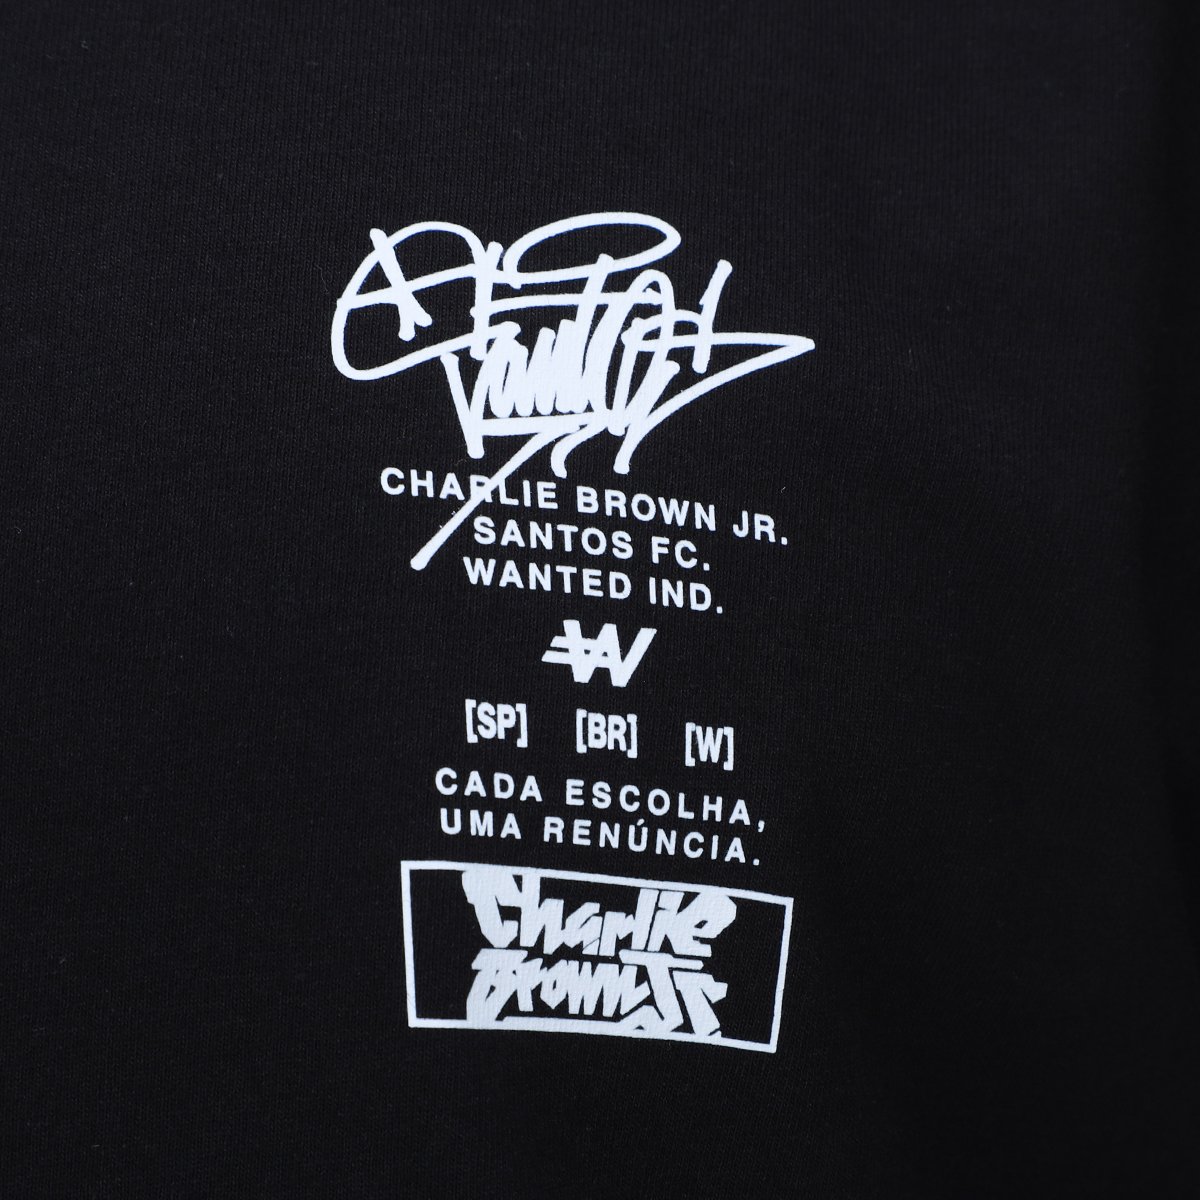 CHARLIE BROWN JR.
SANTOS FC.
WANTED IND.
W
[SP] [BR] [W]
CADA ESCOLHA,
UMA RENÚNCIA.
Charlie
Brown Jr